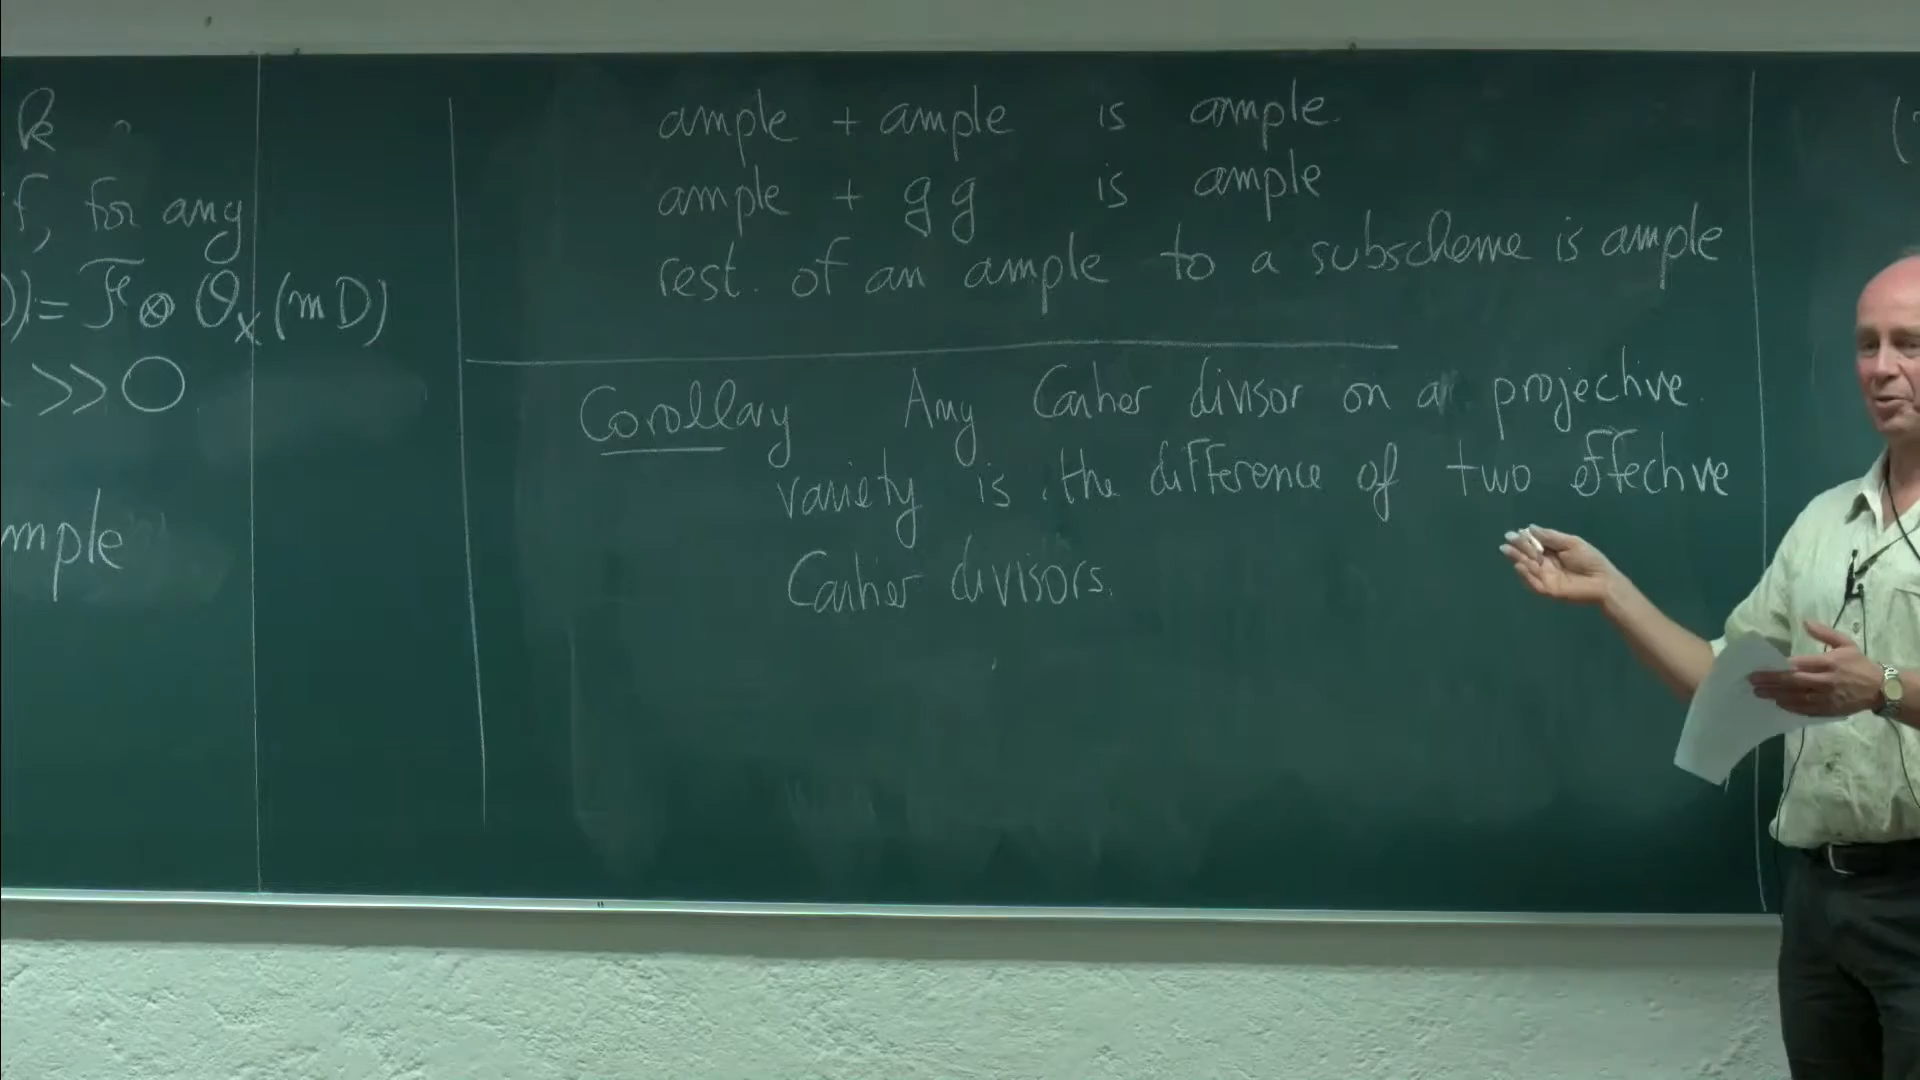 k
f, for any
D) = F ⊗ O_X (mD)
>> 0
mple
ample + ample is ample.
ample + gg is ample
rest. of an ample to a subscheme is ample
Corollary Any Cartier divisor on a projective
variety is the difference of two effective
Cartier divisors.
(